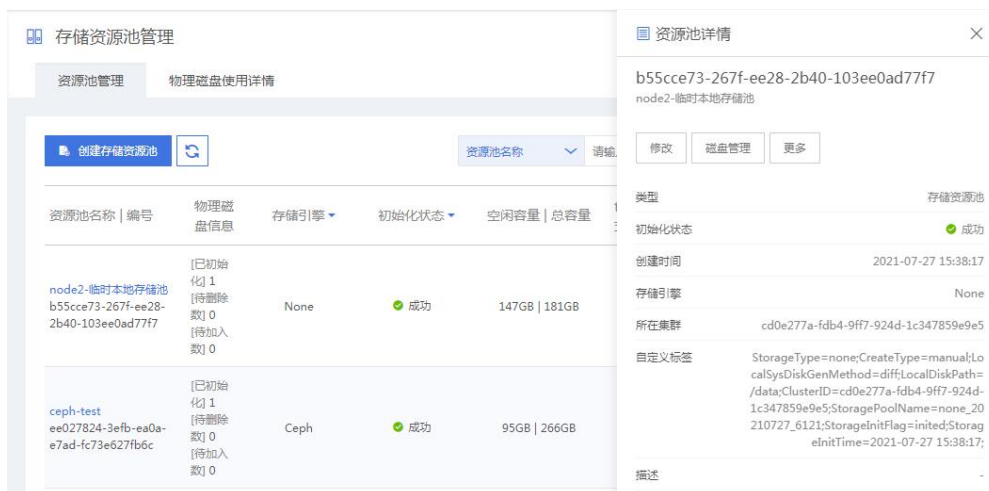 存储资源池管理
资源池管理
物理磁盘使用详情
创建存储资源池
资源池名称
请输
资源池名称 | 编号
物理磁
盘信息
存储引擎
初始化状态
空闲容量 | 总容量
node2-临时本地存储池
b55cce73-267f-ee28-
2b40-103ee0ad77f7
[已初始
化] 1
[待删除
数] 0
[待加入
数] 0
None
成功
147GB | 181GB
ceph-test
ee027824-3efb-ea0a-
e7ad-fc73e627fb6c
[已初始
化] 1
[待删除
数] 0
[待加入
数] 0
Ceph
成功
95GB | 266GB
资源池详情
b55cce73-267f-ee28-2b40-103ee0ad77f7
node2-临时本地存储池
修改
磁盘管理
更多
类型
存储资源池
初始化状态
成功
创建时间
2021-07-27 15:38:17
存储引擎
None
所在集群
cd0e277a-fdb4-9ff7-924d-1c347859e9e5
自定义标签
StorageType=none;CreateType=manual;Lo
calSysDiskGenMethod=diff;LocalDiskPath=
/data;ClusterID=cd0e277a-fdb4-9ff7-924d-
1c347859e9e5;StoragePoolName=none_20
210727_6121;StorageInitFlag=inited;Storag
eInitTime=2021-07-27 15:38:17;
描述
-